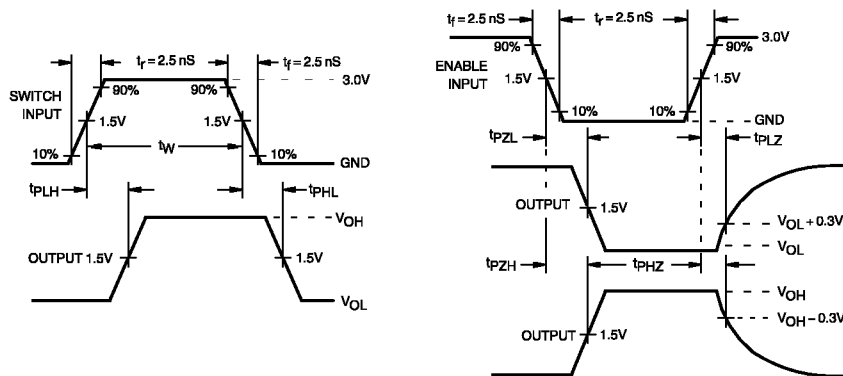 tr = 2.5 nS
tf = 2.5 nS
3.0V
SWITCH
INPUT
90%
90%
1.5V
1.5V
10%
tW
10%
GND
tPLH
tPHL
VOH
OUTPUT 1.5V
1.5V
VOL
tf = 2.5 nS
tr = 2.5 nS
3.0V
90%
90%
ENABLE
INPUT
1.5V
1.5V
10%
10%
GND
tPZL
tPLZ
OUTPUT
1.5V
VOL + 0.3V
VOL
tPZH
tPHZ
VOH
VOH – 0.3V
OUTPUT
1.5V